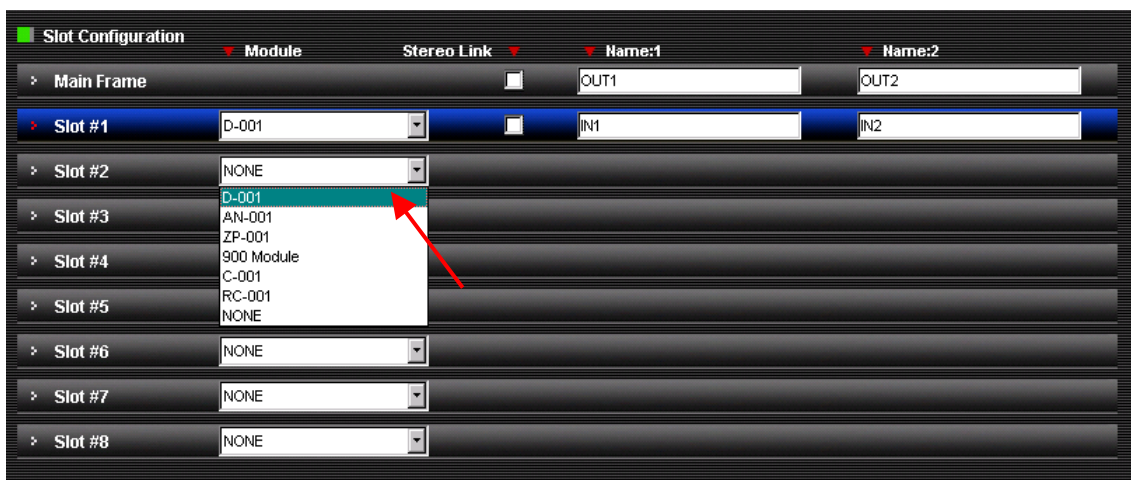 Slot Configuration
Module Stereo Link Name:1 Name:2
Main Frame OUT1 OUT2
Slot #1 D-001 IN1 IN2
Slot #2 NONE
D-001
Slot #3 AN-001
ZP-001
Slot #4 900 Module
C-001
Slot #5 RC-001
NONE
Slot #6 NONE
Slot #7 NONE
Slot #8 NONE